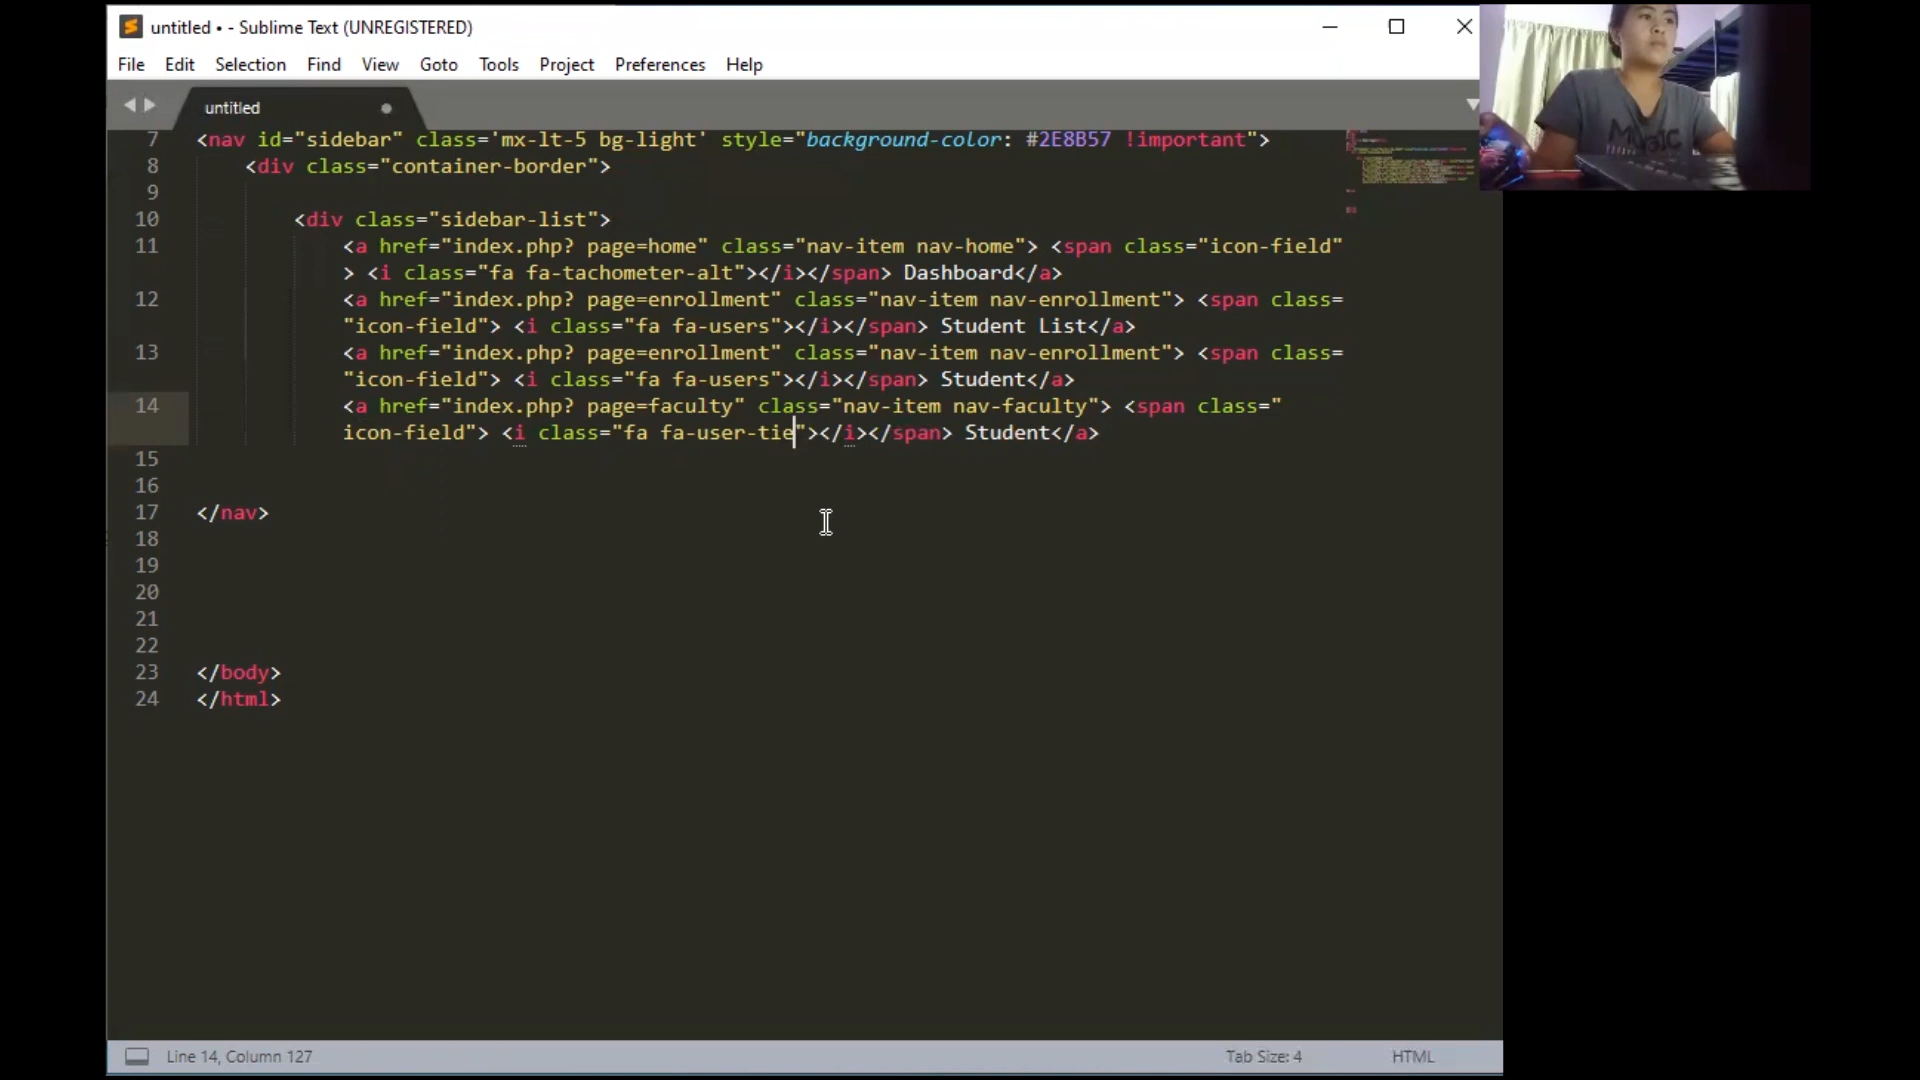 untitled • - Sublime Text (UNREGISTERED)
File Edit Selection Find View Goto Tools Project Preferences Help
untitled
7 <nav id="sidebar" class='mx-lt-5 bg-light' style="background-color: #2E8B57 !important">
8 <div class="container-border">
9
10 <div class="sidebar-list">
11 <a href="index.php? page=home" class="nav-item nav-home"> <span class="icon-field"
> <i class="fa fa-tachometer-alt"></i></span> Dashboard</a>
12 <a href="index.php? page=enrollment" class="nav-item nav-enrollment"> <span class=
"icon-field"> <i class="fa fa-users"></i></span> Student List</a>
13 <a href="index.php? page=enrollment" class="nav-item nav-enrollment"> <span class=
"icon-field"> <i class="fa fa-users"></i></span> Student</a>
14 <a href="index.php? page=faculty" class="nav-item nav-faculty"> <span class="
icon-field"> <i class="fa fa-user-tie"></i></span> Student</a>
15
16
17 </nav>
18
19
20
21
22
23 </body>
24 </html>
Line 14, Column 127
Tab Size: 4
HTML
MUSIC